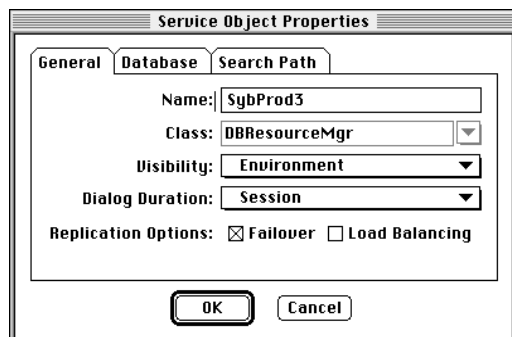 Service Object Properties
General Database Search Path
Name: SybProd3
Class: DBResourceMgr
Visibility: Environment
Dialog Duration: Session
Replication Options: Failover Load Balancing
OK Cancel